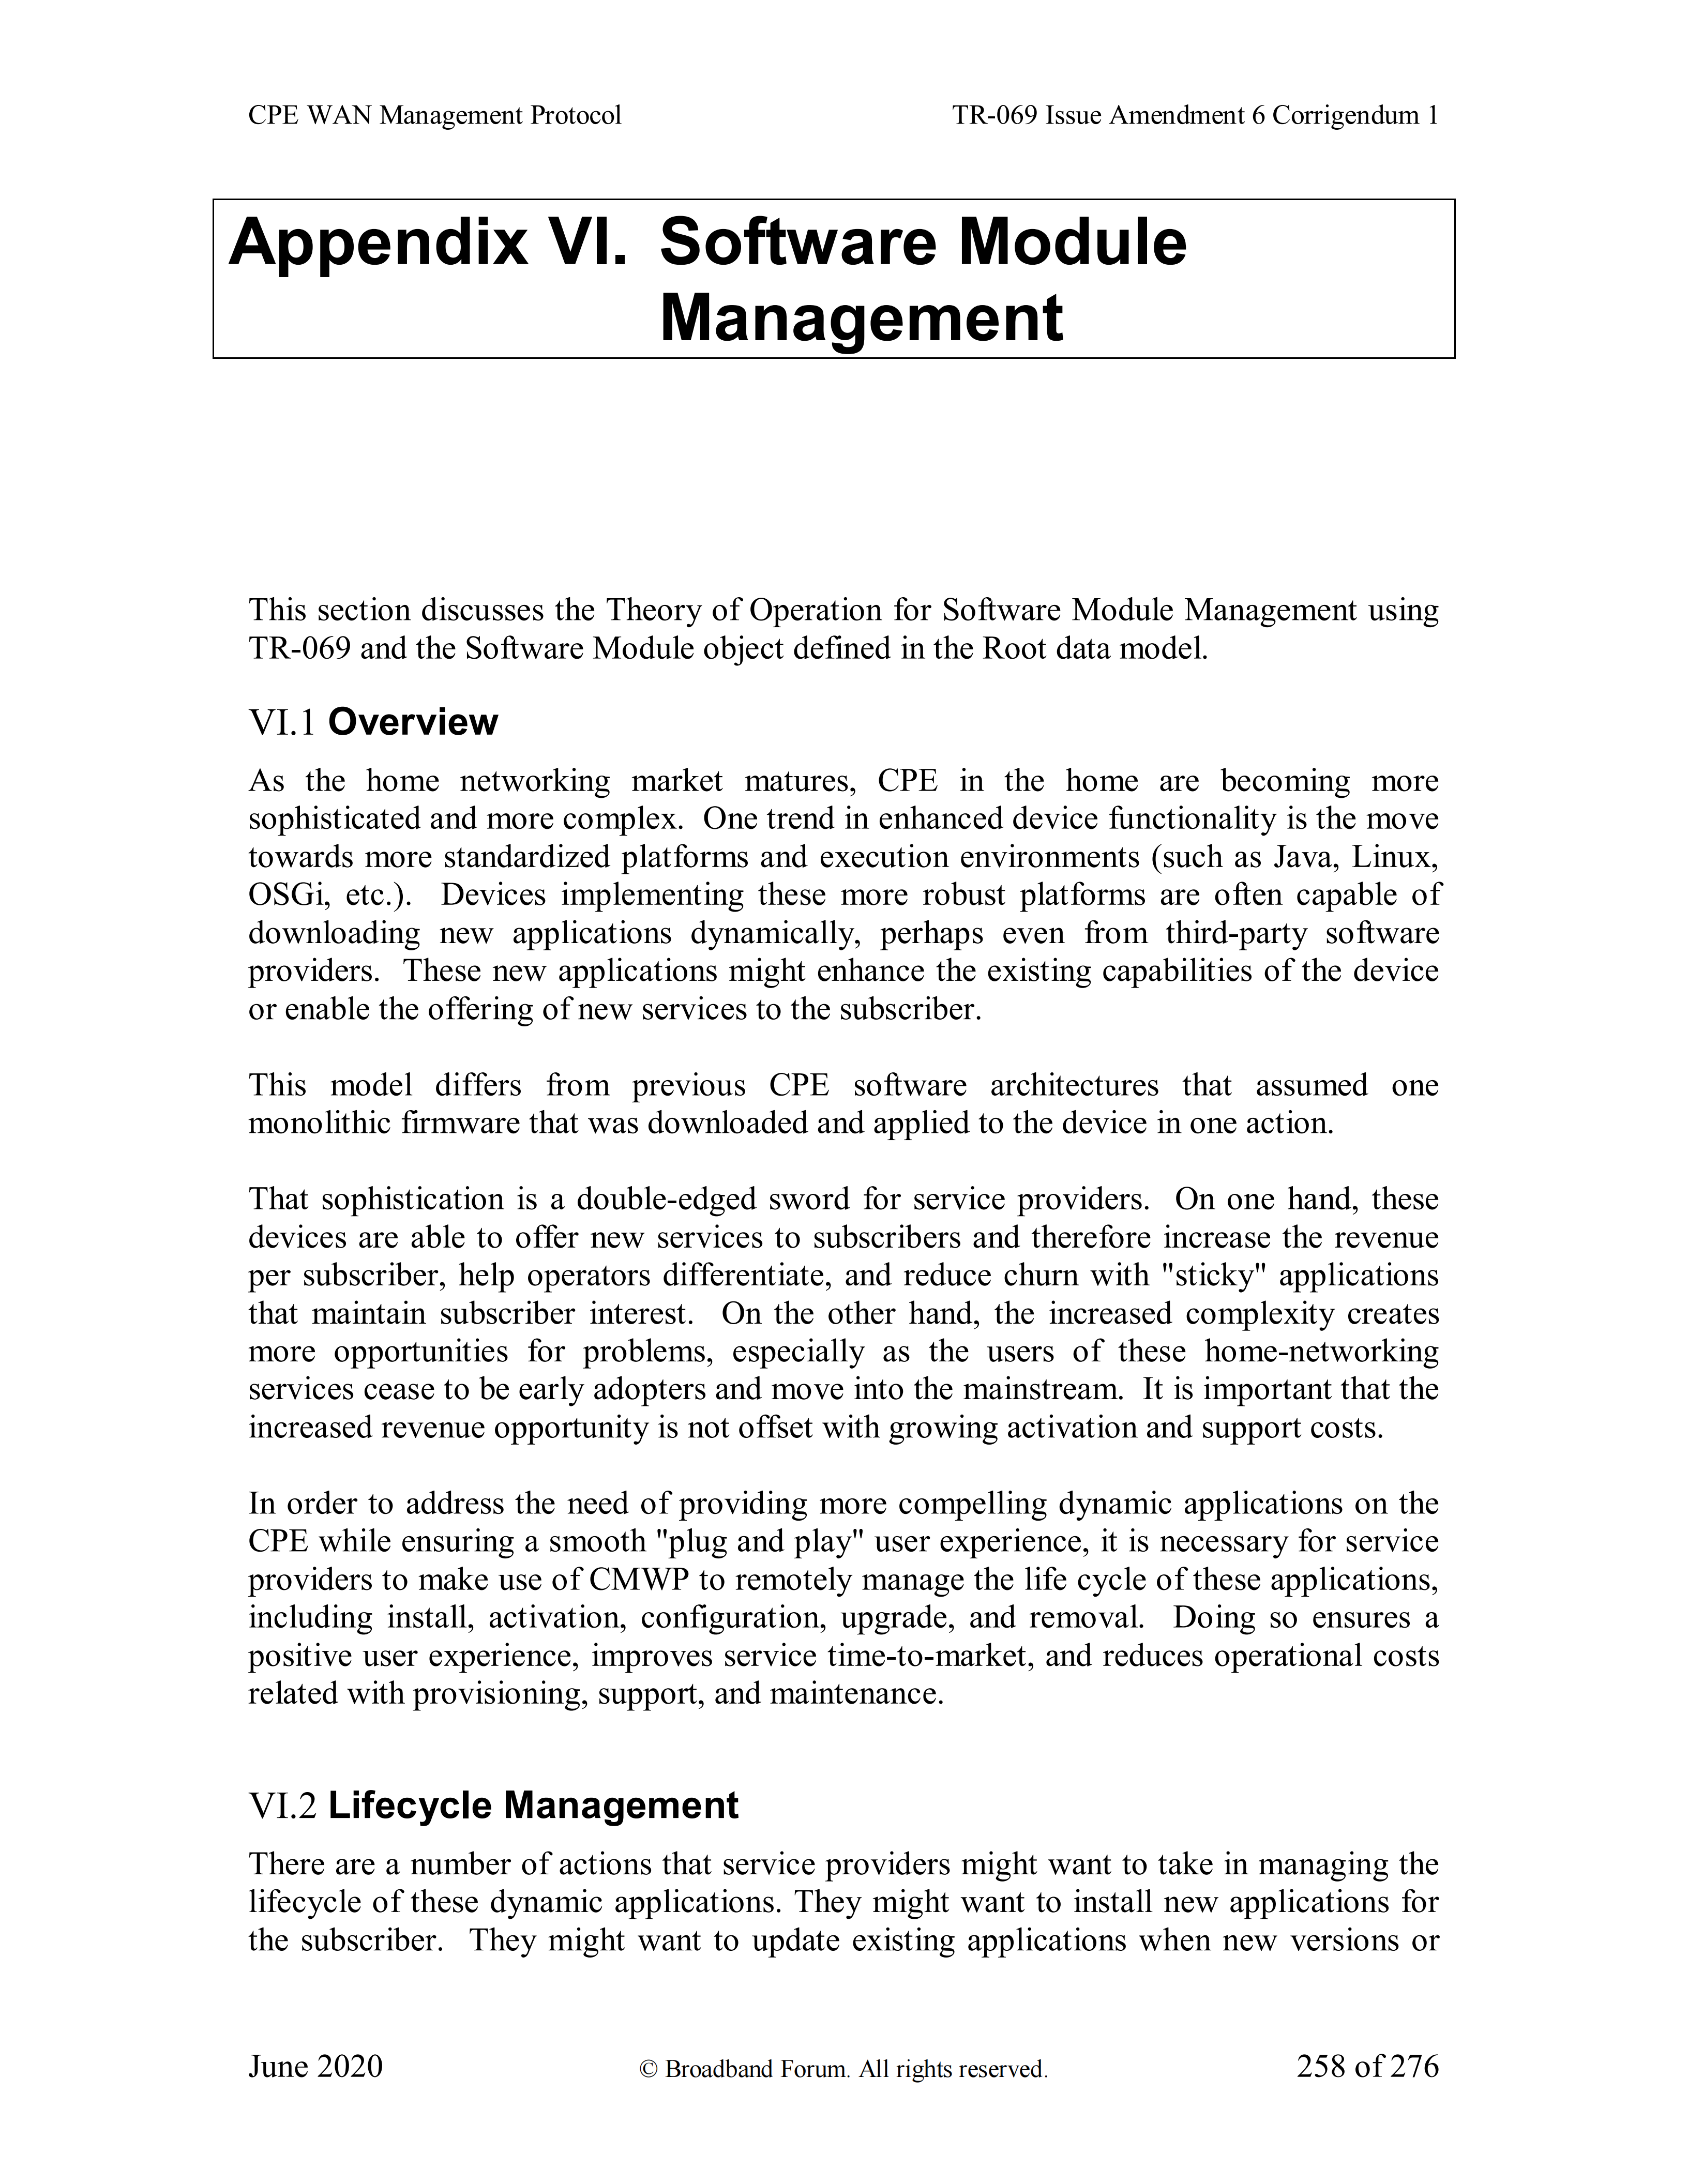 CPE WAN Management Protocol TR-069 Issue Amendment 6 Corrigendum 1
Appendix VI. Software Module
Management
This section discusses the Theory of Operation for Software Module Management using
TR-069 and the Software Module object defined in the Root data model.
VI.1 Overview
As the home networking market matures, CPE in the home are becoming more
sophisticated and more complex. One trend in enhanced device functionality is the move
towards more standardized platforms and execution environments (such as Java, Linux,
OSGi, etc.). Devices implementing these more robust platforms are often capable of
downloading new applications dynamically, perhaps even from third-party software
providers. These new applications might enhance the existing capabilities of the device
or enable the offering of new services to the subscriber.
This model differs from previous CPE software architectures that assumed one
monolithic firmware that was downloaded and applied to the device in one action.
That sophistication is a double-edged sword for service providers. On one hand, these
devices are able to offer new services to subscribers and therefore increase the revenue
per subscriber, help operators differentiate, and reduce churn with "sticky" applications
that maintain subscriber interest. On the other hand, the increased complexity creates
more opportunities for problems, especially as the users of these home-networking
services cease to be early adopters and move into the mainstream. It is important that the
increased revenue opportunity is not offset with growing activation and support costs.
In order to address the need of providing more compelling dynamic applications on the
CPE while ensuring a smooth "plug and play" user experience, it is necessary for service
providers to make use of CMWP to remotely manage the life cycle of these applications,
including install, activation, configuration, upgrade, and removal. Doing so ensures a
positive user experience, improves service time-to-market, and reduces operational costs
related with provisioning, support, and maintenance.
VI.2 Lifecycle Management
There are a number of actions that service providers might want to take in managing the
lifecycle of these dynamic applications. They might want to install new applications for
the subscriber. They might want to update existing applications when new versions or
June 2020 © Broadband Forum. All rights reserved. 258 of 276